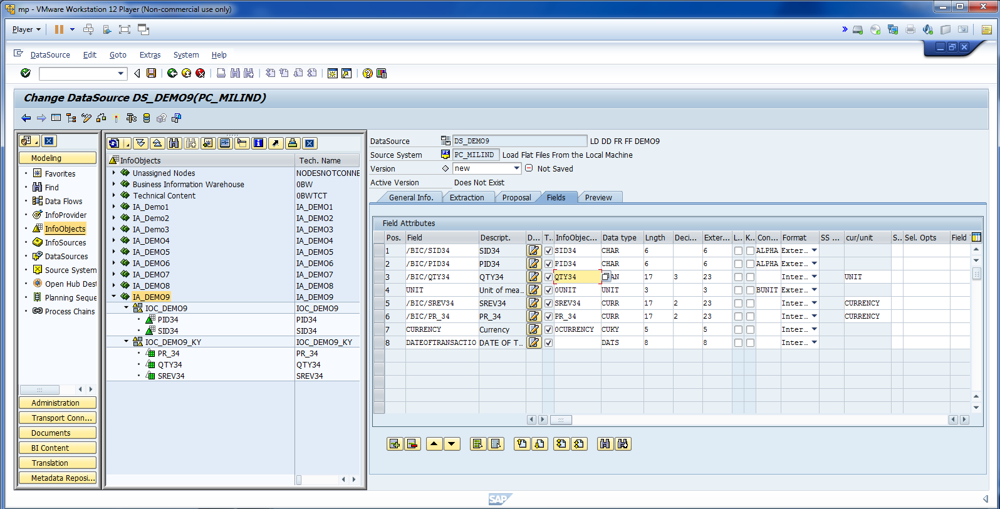 mp - VMware Workstation 12 Player (Non-commercial use only)
Player
DataSource Edit Goto Extras System Help
Change DataSource DS_DEMO9(PC_MILIND)
Modeling
Favorites
Find
Data Flows
InfoProvider
InfoObjects
InfoSources
DataSources
Source System
Open Hub Dest
Planning Seque
Process Chains
Administration
Transport Conn...
Documents
BI Content
Translation
Metadata Reposi...
InfoObjects Tech. Name
Unassigned Nodes NODESNOTCONNE
Business Information Warehouse 0BW
Technical Content 0BWTCT
IA_Demo1 IA_DEMO1
IA_Demo2 IA_DEMO2
IA_Demo3 IA_DEMO3
IA_DEMO4 IA_DEMO4
IA_DEMO5 IA_DEMO5
IA_DEMO6 IA_DEMO6
IA_DEMO7 IA_DEMO7
IA_DEMO8 IA_DEMO8
IA_DEMO9 IA_DEMO9
IOC_DEMO9 IOC_DEMO9
PID34 PID34
SID34 SID34
IOC_DEMO9_KY IOC_DEMO9_KY
PR_34 PR_34
QTY34 QTY34
SREV34 SREV34
DataSource DS_DEMO9 LD DD FR FF DEMO9
Source System PC_MILIND Load Flat Files From the Local Machine
Version new Not Saved
Active Version Does Not Exist
General Info. Extraction Proposal Fields Preview
Field Attributes
Pos. Field Descript. D... T.. InfoObjec... Data type Lngth Deci... Exter... L.. K.. Con... Format SS ... cur/unit S.. Sel. Opts Field
1 /BIC/SID34 SID34 SID34 CHAR 6 6 ALPHA Exter...
2 /BIC/PID34 PID34 PID34 CHAR 6 6 ALPHA Exter...
3 /BIC/QTY34 QTY34 QTY34 AN 17 3 23 Inter... UNIT
4 UNIT Unit of mea... 0UNIT UNIT 3 3 BUNIT Exter...
5 /BIC/SREV34 SREV34 SREV34 CURR 17 2 23 Inter... CURRENCY
6 /BIC/PR_34 PR_34 PR_34 CURR 17 2 23 Inter... CURRENCY
7 CURRENCY Currency 0CURRENCY CUKY 5 5 Inter...
8 DATEOFTRANSACTIO DATE OF T... DATS 8 8 Inter...
SAP